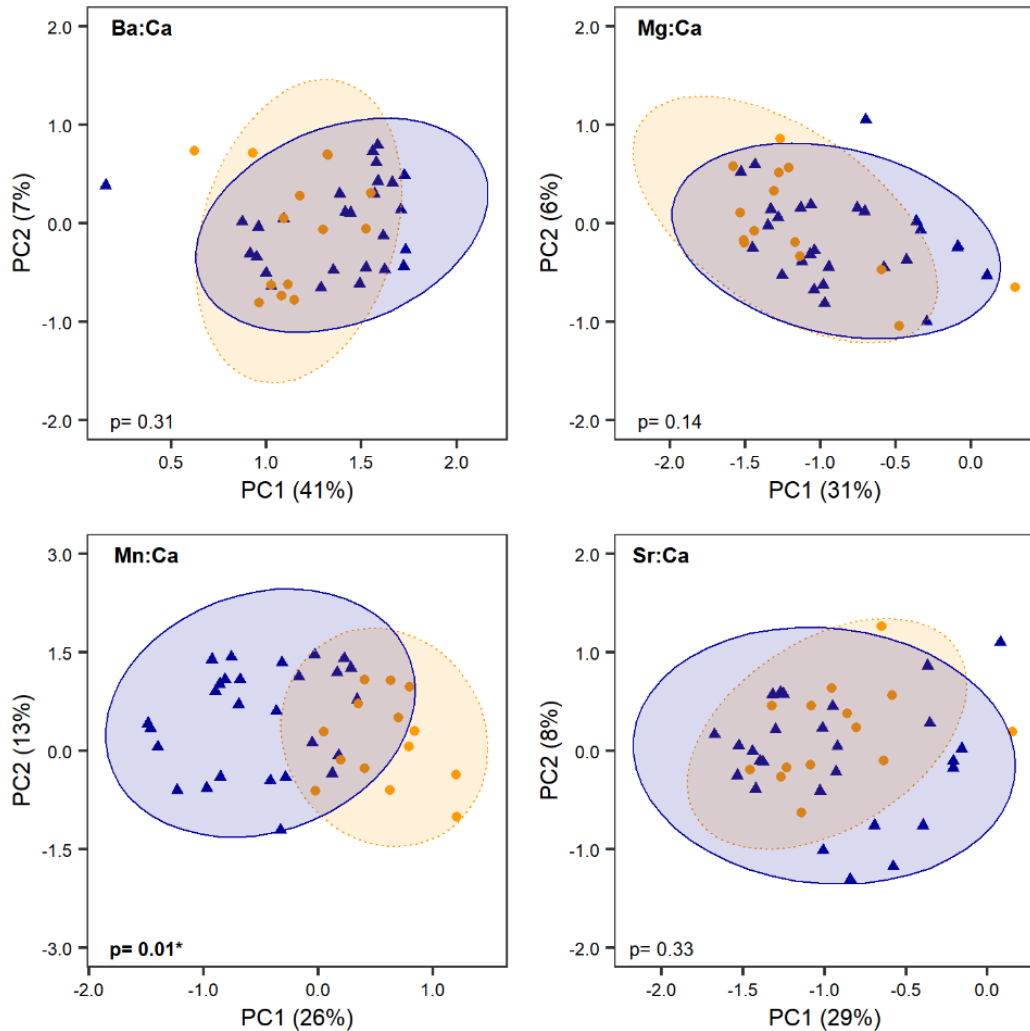 Ba:Ca
2.0
1.0
0.0
-1.0
-2.0
PC2 (7%)
p= 0.31
0.5 1.0 1.5 2.0
PC1 (41%)
Mg:Ca
2.0
1.0
0.0
-1.0
-2.0
PC2 (6%)
p= 0.14
-2.0 -1.5 -1.0 -0.5 0.0
PC1 (31%)
Mn:Ca
3.0
1.5
0.0
-1.5
-3.0
PC2 (13%)
p= 0.01*
-2.0 -1.0 0.0 1.0
PC1 (26%)
Sr:Ca
2.0
1.0
0.0
-1.0
-2.0
PC2 (8%)
p= 0.33
-2.0 -1.5 -1.0 -0.5 0.0
PC1 (29%)